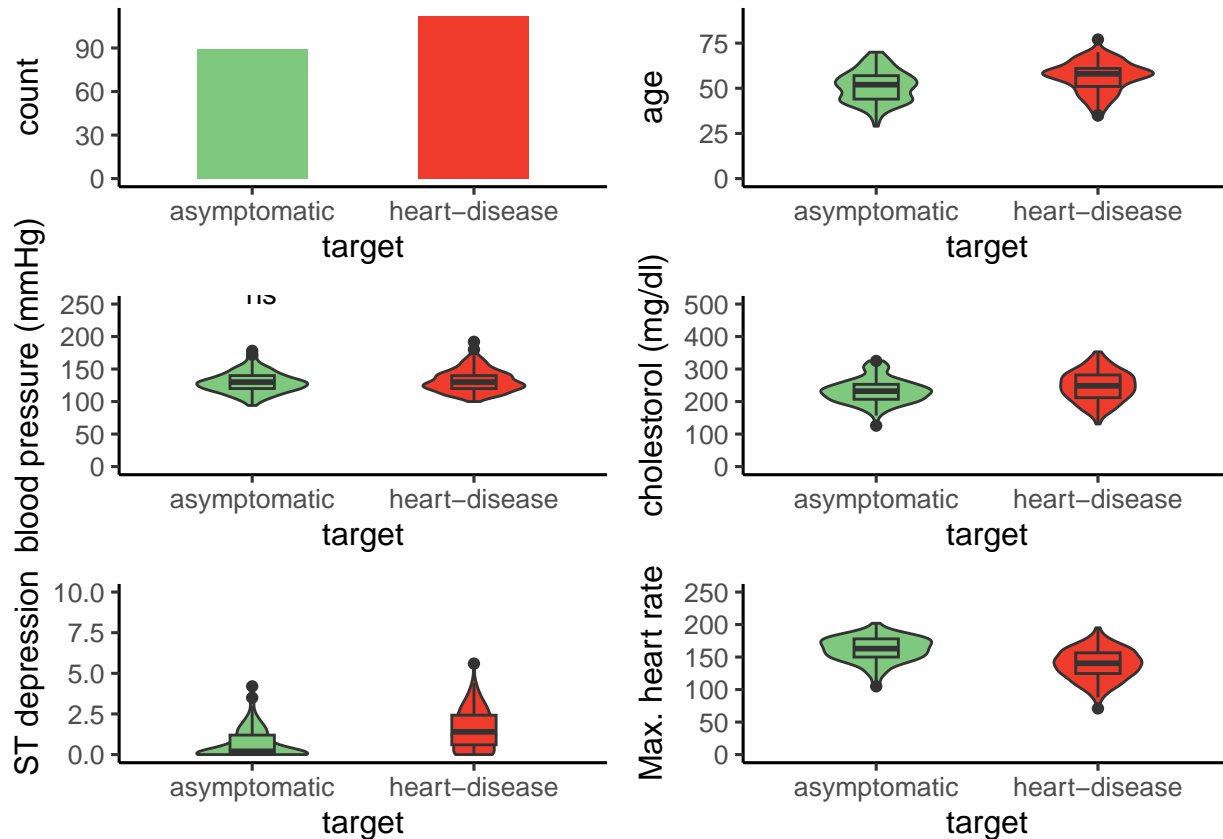 count
90
60
30
0
asymptomatic heart−disease
target
age
75
50
25
0
asymptomatic heart−disease
target
blood pressure (mmHg)
ns
250
200
150
100
50
0
asymptomatic heart−disease
target
cholestorol (mg/dl)
500
400
300
200
100
0
asymptomatic heart−disease
target
ST depression
10.0
7.5
5.0
2.5
0.0
asymptomatic heart−disease
target
Max. heart rate
250
200
150
100
50
0
asymptomatic heart−disease
target